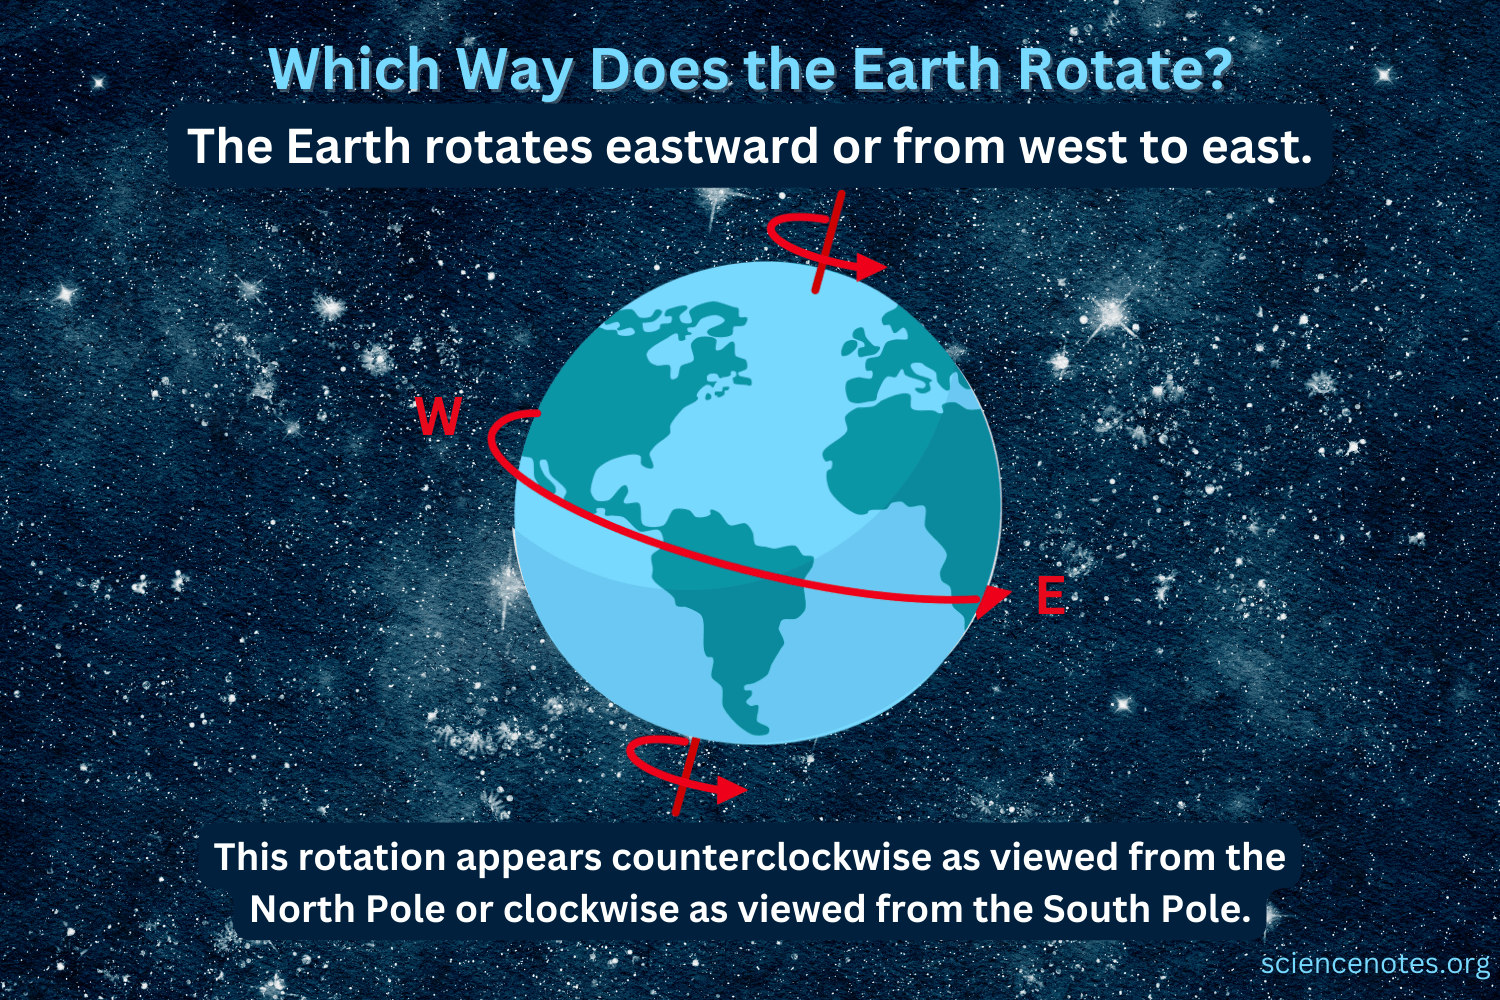 Which Way Does the Earth Rotate?
The Earth rotates eastward or from west to east.
W
E
This rotation appears counterclockwise as viewed from the
North Pole or clockwise as viewed from the South Pole.
sciencenotes.org